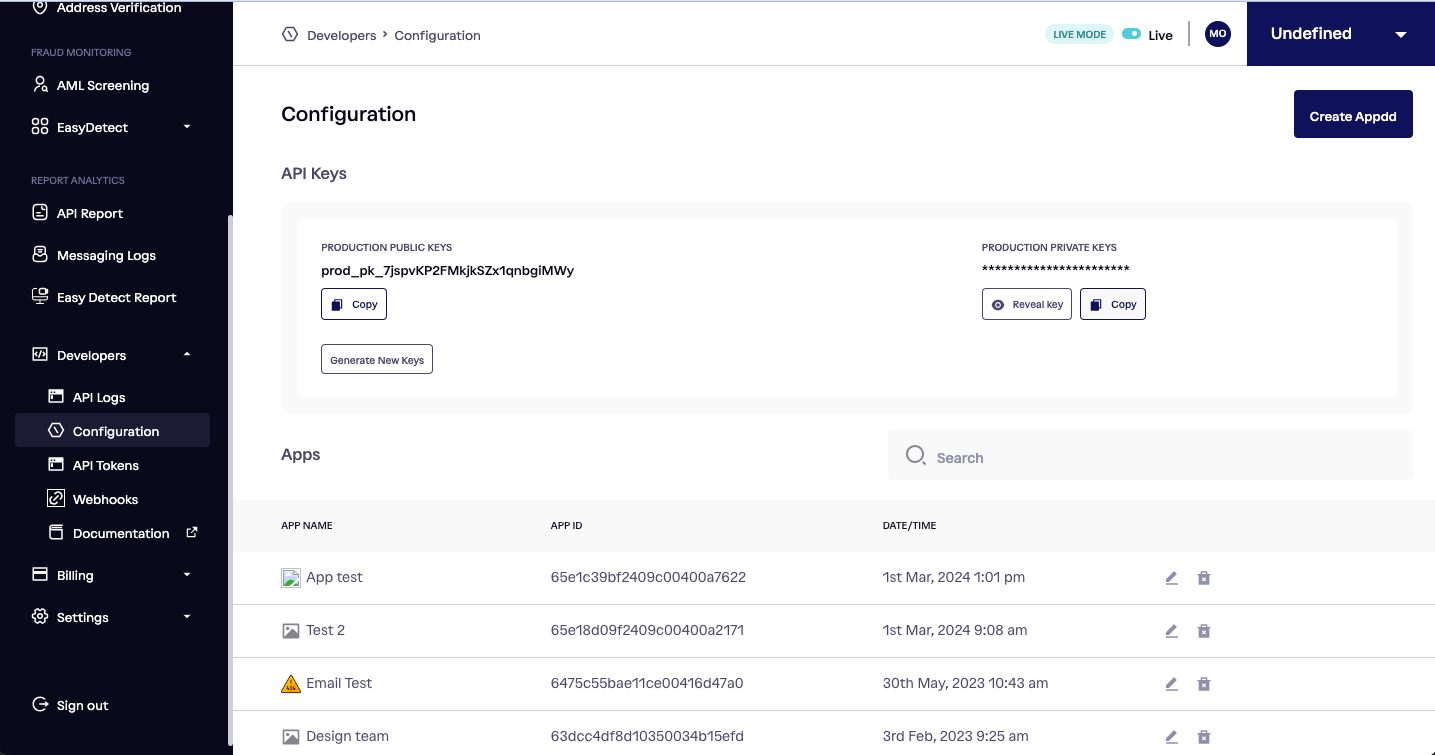 Address Verification
FRAUD MONITORING
AML Screening
EasyDetect
REPORT ANALYTICS
API Report
Messaging Logs
Easy Detect Report
Developers
API Logs
Configuration
API Tokens
Webhooks
Documentation
Billing
Settings
Sign out
Developers › Configuration
LIVE MODE Live
MO
Undefined
Configuration
Create Appdd
API Keys
PRODUCTION PUBLIC KEYS
prod_pk_7jspvKP2FMkjkSZx1qnbgiMWy
Copy
Generate New Keys
PRODUCTION PRIVATE KEYS
***********************
Reveal key Copy
Apps
Search
APP NAME APP ID DATE/TIME
App test 65e1c39bf2409c00400a7622 1st Mar, 2024 1:01 pm
Test 2 65e18d09f2409c00400a2171 1st Mar, 2024 9:08 am
Email Test 6475c55bae11ce00416d47a0 30th May, 2023 10:43 am
Design team 63dcc4df8d10350034b15efd 3rd Feb, 2023 9:25 am